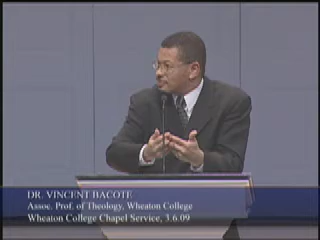 DR. VINCENT BACOTE
Assoc. Prof. of Theology, Wheaton College
Wheaton College Chapel Service, 3.6.09